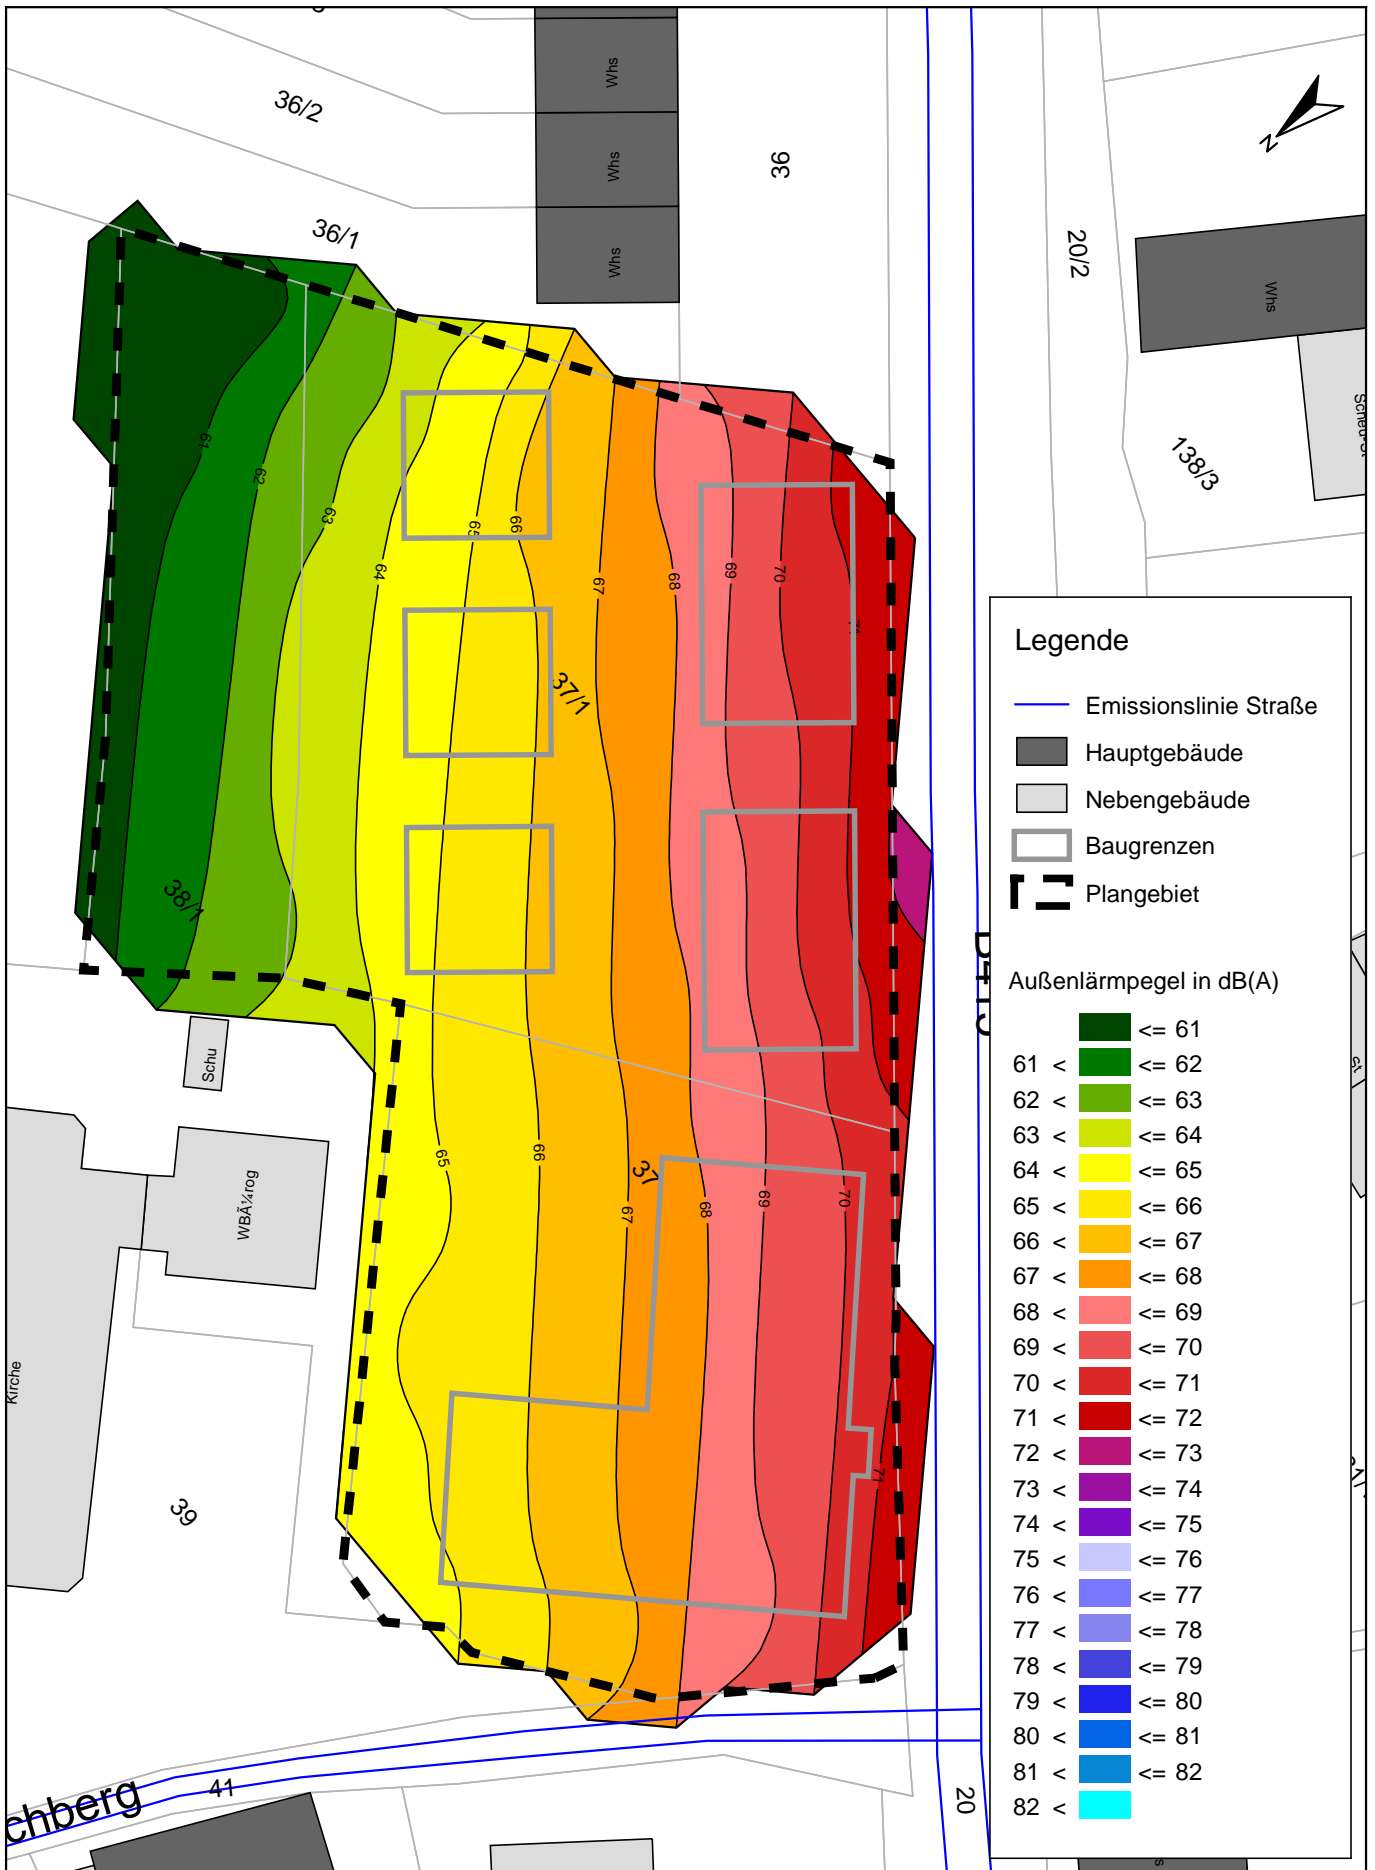 36/2
Whs
Whs
Whs
36
36/1
N
20/2
Whs
138/3
61
62
63
64
65
66
67
68
69
70
71
37/1
38/1
Schu
WBÃ¼rog
Kirche
39
65
66
67
68
69
70
71
37
41
chberg
20
St
Legende
Emissionslinie Straße
Hauptgebäude
Nebengebäude
Baugrenzen
Plangebiet
Außenlärmpegel in dB(A)
<= 61
61 < <= 62
62 < <= 63
63 < <= 64
64 < <= 65
65 < <= 66
66 < <= 67
67 < <= 68
68 < <= 69
69 < <= 70
70 < <= 71
71 < <= 72
72 < <= 73
73 < <= 74
74 < <= 75
75 < <= 76
76 < <= 77
77 < <= 78
78 < <= 79
79 < <= 80
80 < <= 81
81 < <= 82
82 <